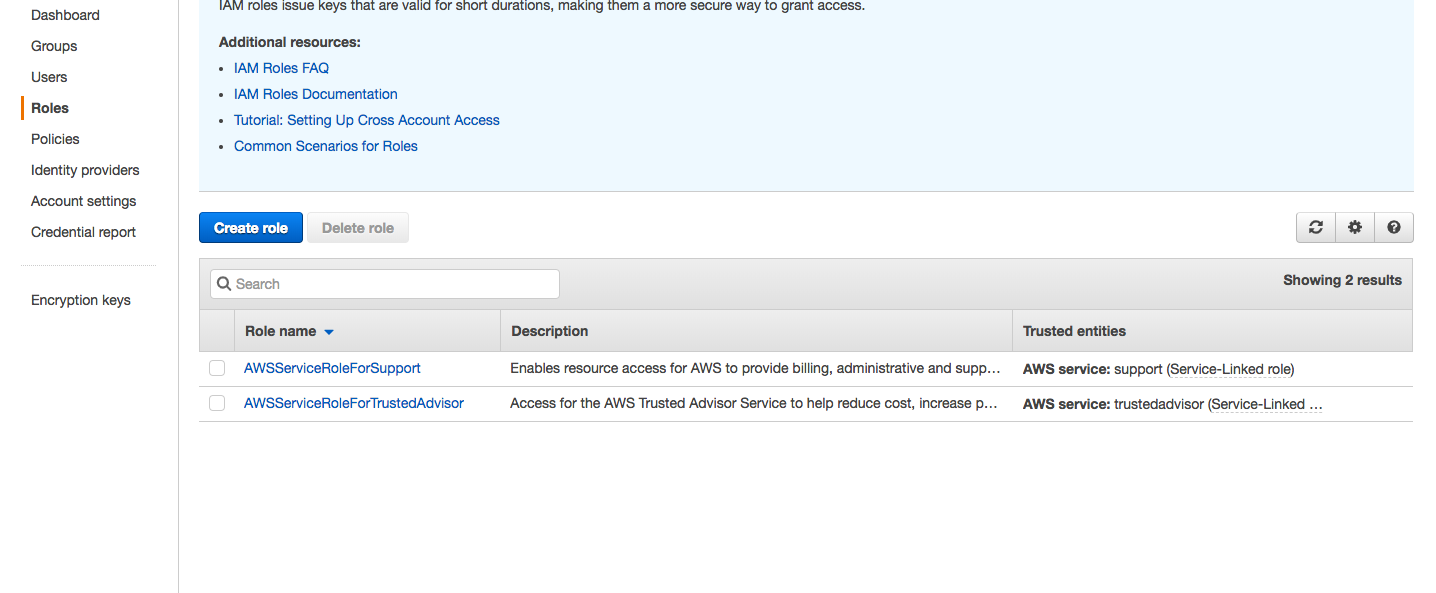 Dashboard
Groups
Users
Roles
Policies
Identity providers
Account settings
Credential report
Encryption keys
IAM roles issue keys that are valid for short durations, making them a more secure way to grant access.
Additional resources:
IAM Roles FAQ
IAM Roles Documentation
Tutorial: Setting Up Cross Account Access
Common Scenarios for Roles
Create role Delete role
Search Showing 2 results
Role name Description Trusted entities
AWSServiceRoleForSupport Enables resource access for AWS to provide billing, administrative and supp... AWS service: support (Service-Linked role)
AWSServiceRoleForTrustedAdvisor Access for the AWS Trusted Advisor Service to help reduce cost, increase p... AWS service: trustedadvisor (Service-Linked ...